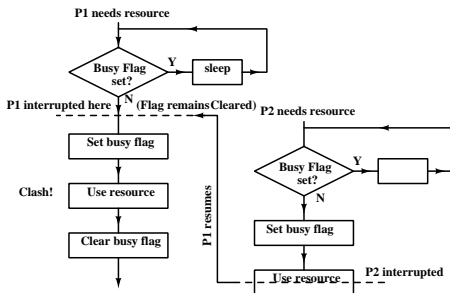 P1 needs resource
Busy Flag
set?
Y
sleep
N
P1 interrupted here
(Flag remains Cleared)
Set busy flag
Clash!
Use resource
Clear busy flag
P1 resumes
P2 needs resource
Busy Flag
set?
Y
N
Set busy flag
Use resource
P2 interrupted